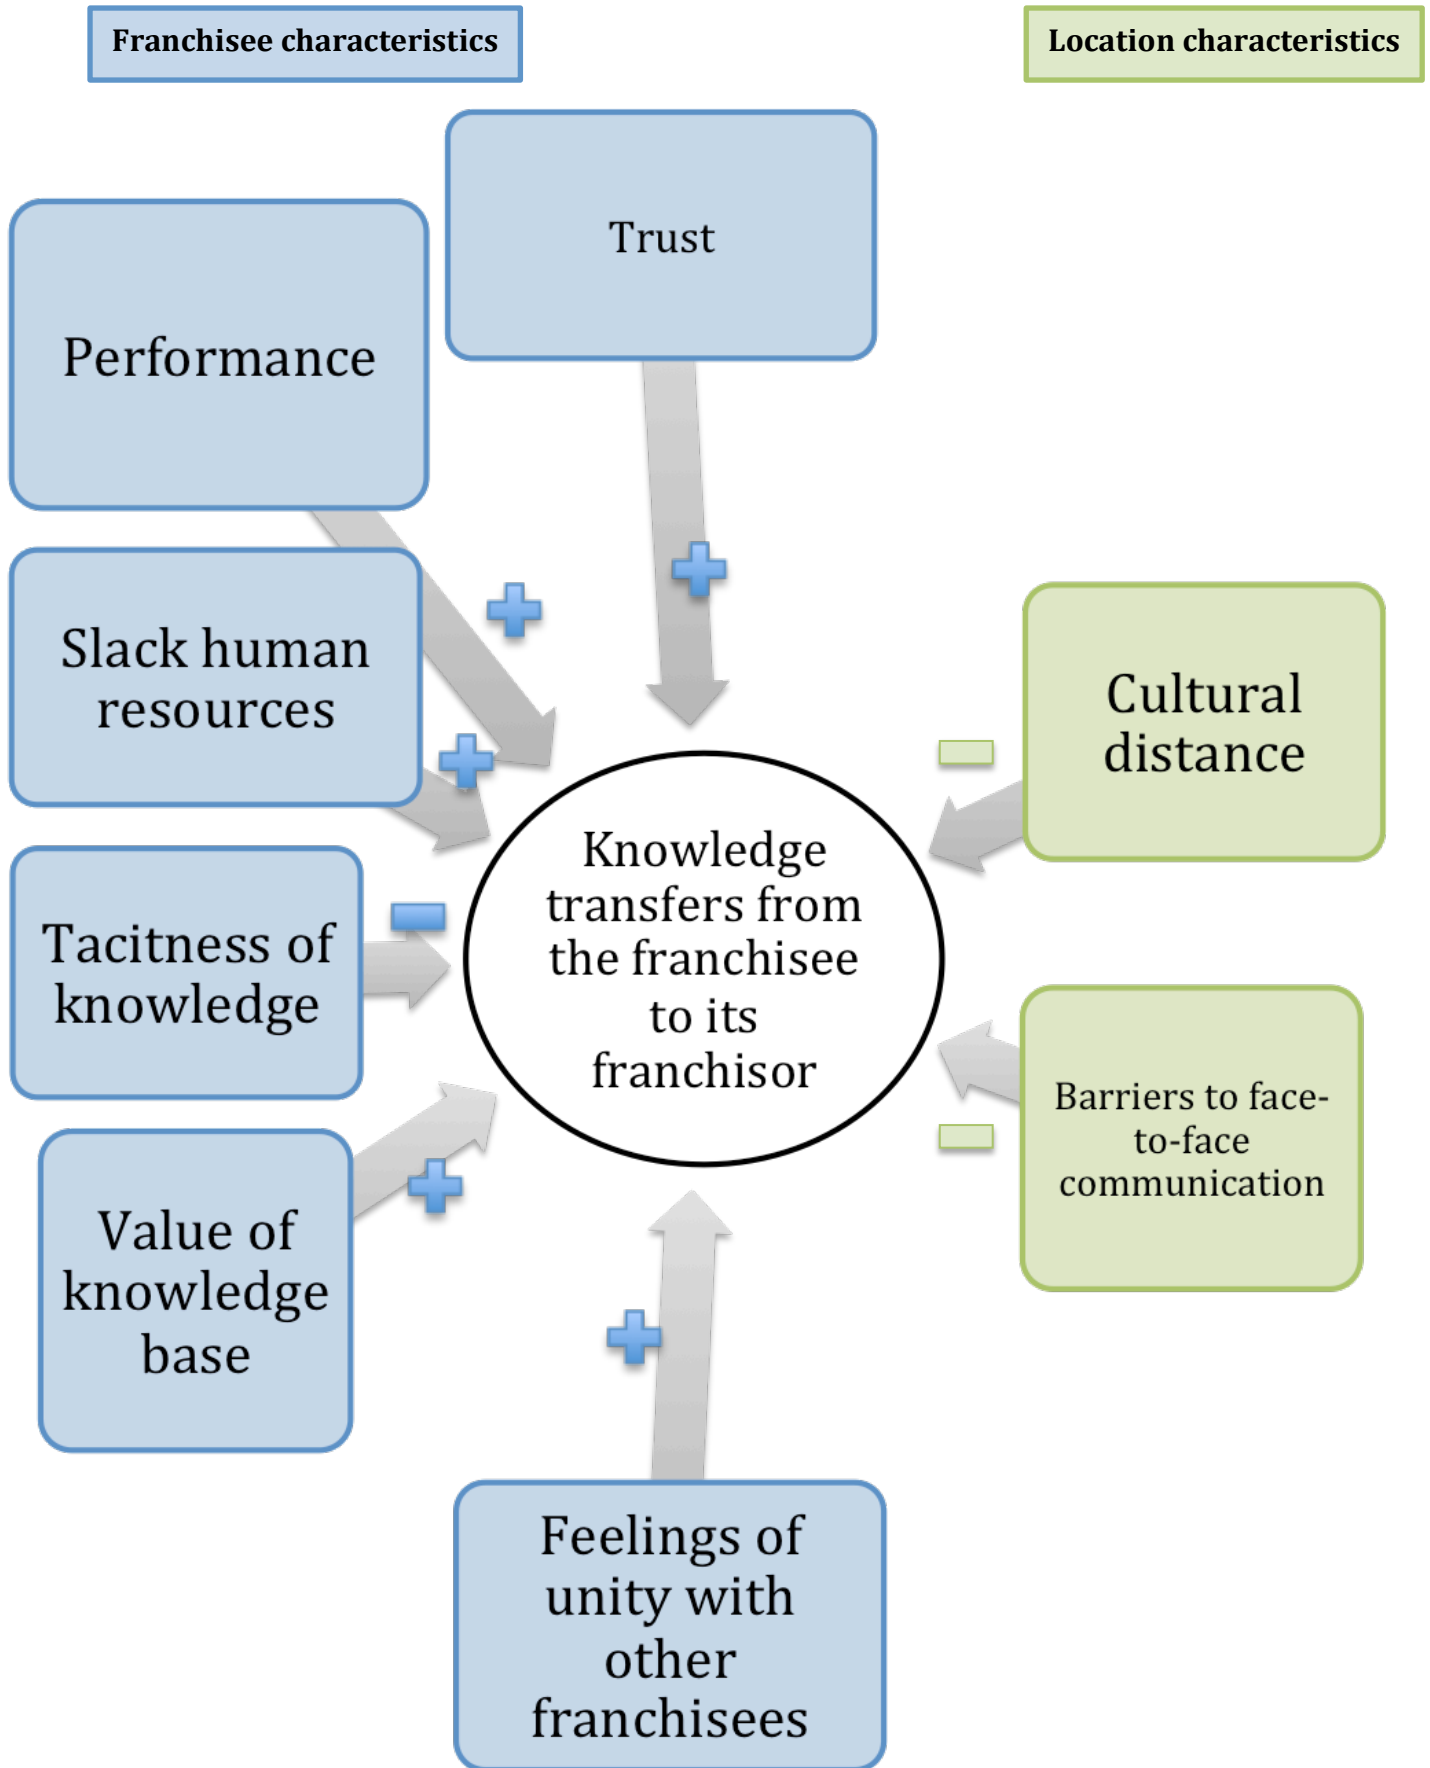 Franchisee characteristics
Location characteristics
Trust
Performance
Slack human
resources
Cultural
distance
Knowledge
transfers from
the franchisee
to its
franchisor
Tacitness of
knowledge
Barriers to face-
to-face
communication
Value of
knowledge
base
Feelings of
unity with
other
franchisees